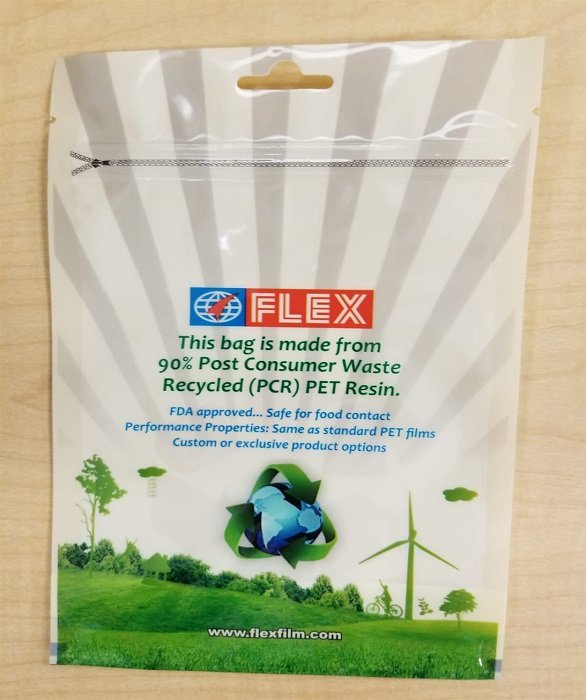 FLEX
This bag is made from
90% Post Consumer Waste
Recycled (PCR) PET Resin.
FDA approved... Safe for food contact
Performance Properties: Same as standard PET films
Custom or exclusive product options
www.flexfilm.com